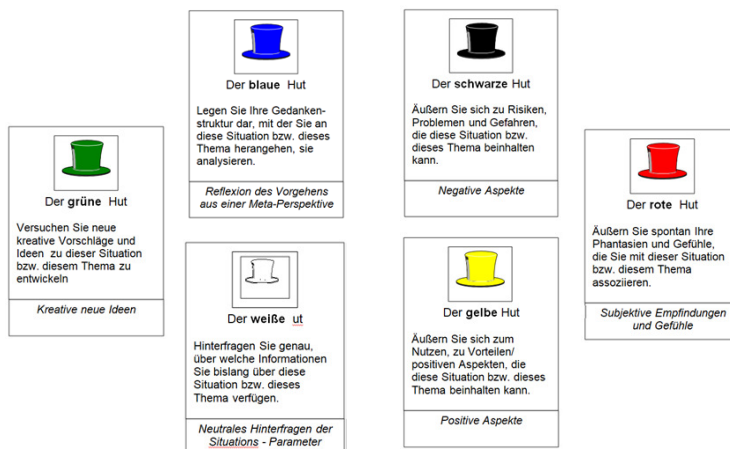 Der blaue Hut
Legen Sie Ihre Gedanken-
struktur dar, mit der Sie an
diese Situation bzw. dieses
Thema herangehen, sie
analysieren.
Reflexion des Vorgehens
aus einer Meta-Perspektive
Der schwarze Hut
Äußern Sie sich zu Risiken,
Problemen und Gefahren,
die diese Situation bzw.
dieses Thema beinhalten
kann.
Negative Aspekte
Der grüne Hut
Versuchen Sie neue
kreative Vorschläge und
Ideen zu dieser Situation
bzw. diesem Thema zu
entwickeln
Kreative neue Ideen
Der rote Hut
Äußern Sie spontan Ihre
Phantasien und Gefühle,
die Sie mit dieser Situation
bzw. diesem Thema
assoziieren.
Subjektive Empfindungen
und Gefühle
Der weiße ut
Hinterfragen Sie genau,
über welche Informationen
Sie bislang über diese
Situation bzw. dieses
Thema verfügen.
Neutrales Hinterfragen der
Situations - Parameter
Der gelbe Hut
Äußern Sie sich zum
Nutzen, zu Vorteilen/
positiven Aspekten, die
diese Situation bzw. dieses
Thema beinhalten kann.
Positive Aspekte